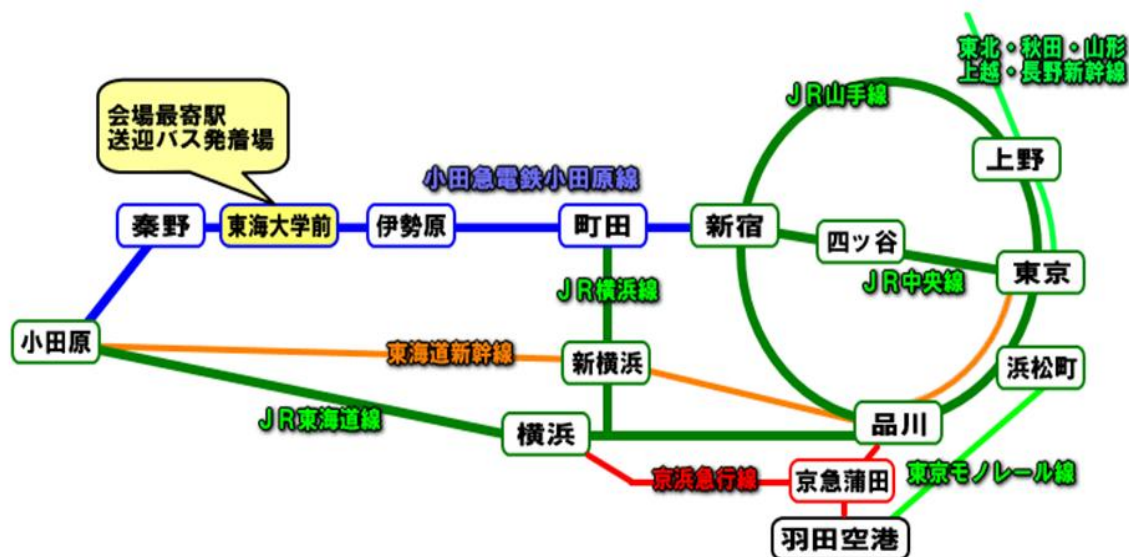 東北・秋田・山形
上越・長野新幹線
JR山手線
会場最寄駅
送迎バス発着場
上野
小田急電鉄小田原線
秦野
東海大学前
伊勢原
町田
新宿
四ッ谷
東京
JR中央線
JR横浜線
小田原
東海道新幹線
新横浜
浜松町
JR東海道線
横浜
品川
京浜急行線
京急蒲田
東京モノレール線
羽田空港